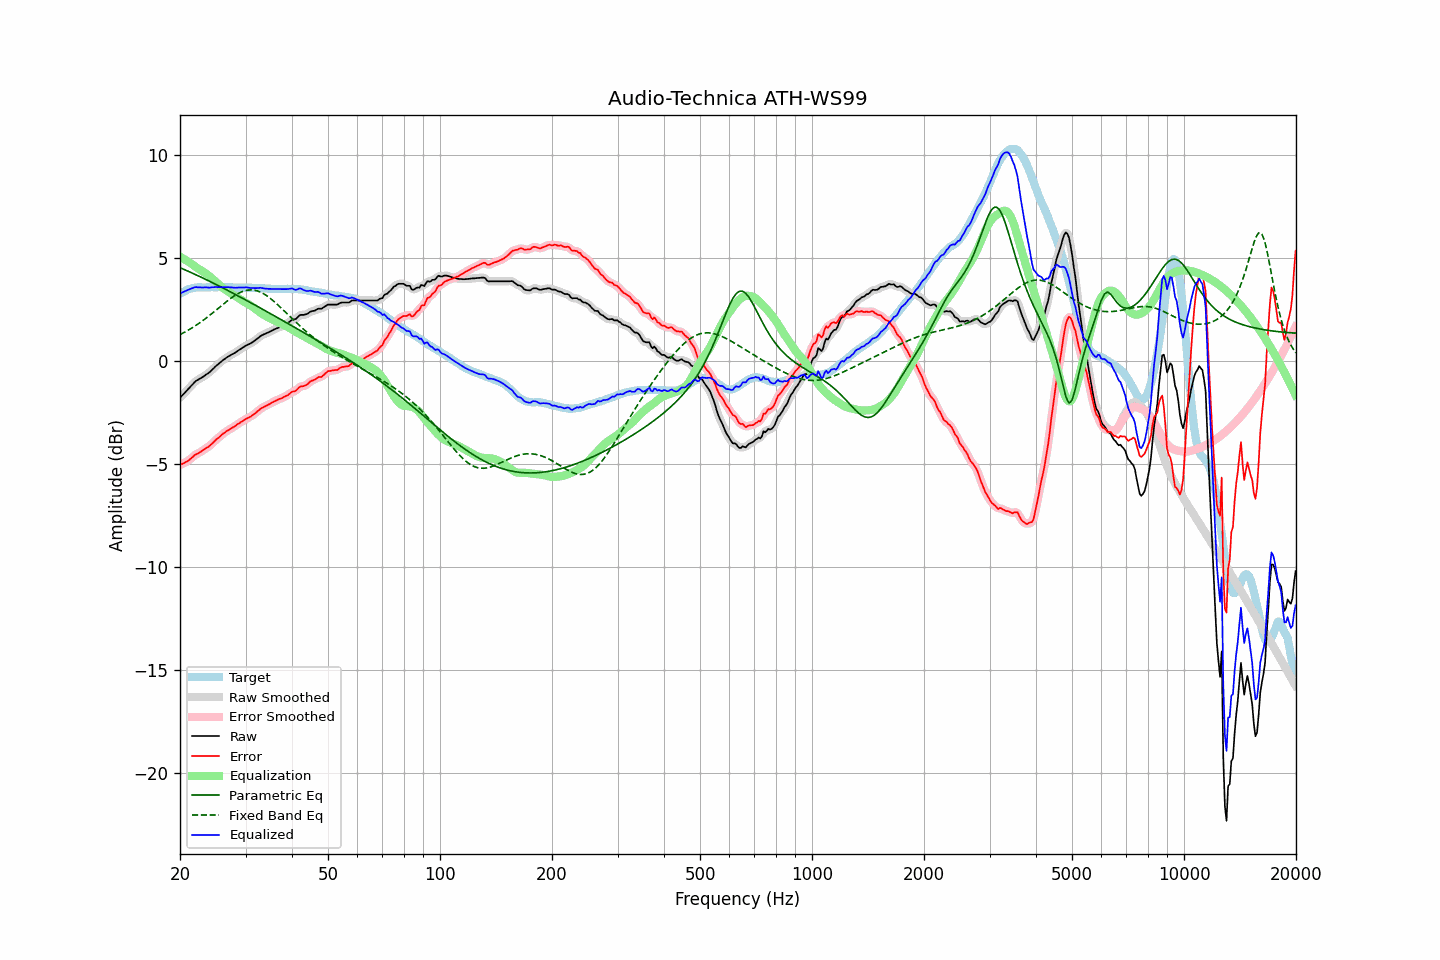 Audio-Technica ATH-WS99
Amplitude (dBr)
10
5
0
−5
−10
−15
−20
Target
Raw Smoothed
Error Smoothed
Raw
Error
Equalization
Parametric Eq
Fixed Band Eq
Equalized
20 50 100 200 500 1000 2000 5000 10000 20000
Frequency (Hz)